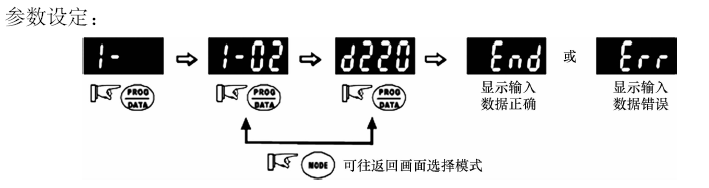 参数设定：
1- 1-02 d220 End 或 Err
PROG DATA PROG DATA PROG DATA 显示输入 数据正确 显示输入 数据错误
MODE 可往返回画面选择模式